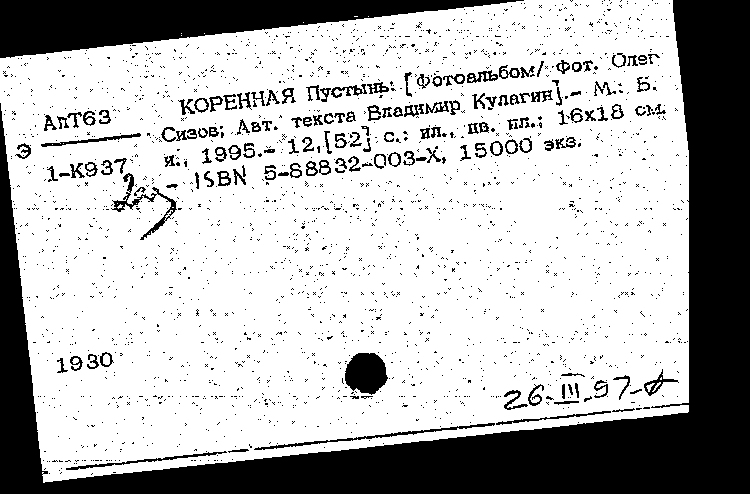 КОРЕННАЯ Пустынь: [Фотоальбом/ Фот. Олег
АпТ63
Сизов; Авт. текста Владимир Кулагин].- М.: Б.
Э
1-К937
и., 1995.- 12,[52] с.: ил., цв. ил.; 16x18 см.
- ISBN 5-88832-003-X, 15000 экз.
1930
26-III-97-